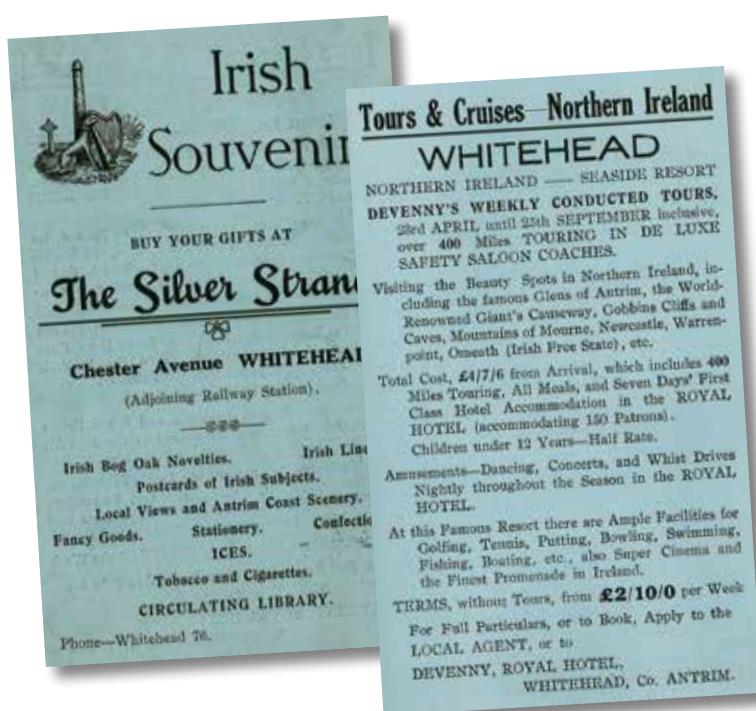 Irish
Souvenir
BUY YOUR GIFTS AT
The Silver Stran
Chester Avenue WHITEHEA
(Adjoining Railway Station).
Irish Bog Oak Novelties. Irish Line
Postcards of Irish Subjects.
Local Views and Antrim Coast Scenery.
Fancy Goods. Stationery. Confectio
ICES.
Tobacco and Cigarettes.
CIRCULATING LIBRARY.
Phone—Whitehead 76.
Tours & Cruises—Northern Ireland
WHITEHEAD
NORTHERN IRELAND — SEASIDE RESORT
DEVENNY'S WEEKLY CONDUCTED TOURS,
23rd APRIL until 25th SEPTEMBER inclusive,
over 400 Miles TOURING IN DE LUXE
SAFETY SALOON COACHES.
Visiting the Beauty Spots in Northern Ireland, in-
cluding the famous Glens of Antrim, the World-
Renowned Giant's Causeway, Gobbins Cliffs and
Caves, Mountains of Mourne, Newcastle, Warren-
point, Omeath (Irish Free State), etc.
Total Cost, £4/7/6 from Arrival, which includes 400
Miles Touring, All Meals, and Seven Days' First
Class Hotel Accommodation in the ROYAL
HOTEL (accommodating 150 Patrons).
Children under 12 Years—Half Rate.
Amusements—Dancing, Concerts, and Whist Drives
Nightly throughout the Season in the ROYAL
HOTEL.
At this Famous Resort there are Ample Facilities for
Golfing, Tennis, Putting, Bowling, Swimming,
Fishing, Boating, etc., also Super Cinema and
the Finest Promenade in Ireland.
TERMS, without Tours, from £2/10/0 per Week
For Full Particulars, or to Book, Apply to the
LOCAL AGENT, or to
DEVENNY, ROYAL HOTEL,
WHITEHEAD, Co. ANTRIM.